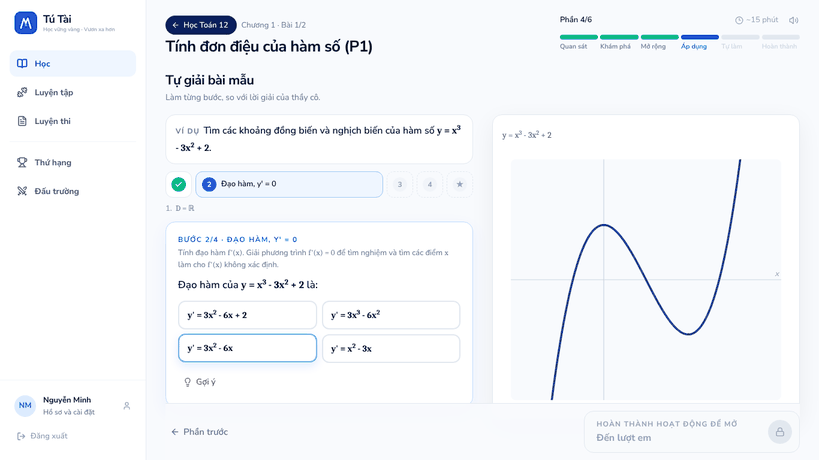 Tú Tài
Học vững vàng · Vươn xa hơn
Học
Luyện tập
Luyện thi
Thứ hạng
Đấu trường
NM
Nguyễn Minh
Hồ sơ và cài đặt
Đăng xuất
← Học Toán 12
Chương 1 · Bài 1/2
Tính đơn điệu của hàm số (P1)
Phần 4/6
~15 phút
Quan sát
Khám phá
Mở rộng
Áp dụng
Tự làm
Hoàn thành
Tự giải bài mẫu
Làm từng bước, so với lời giải của thầy cô.
VÍ DỤ Tìm các khoảng đồng biến và nghịch biến của hàm số y = x³
- 3x² + 2.
2 Đạo hàm, y' = 0
3
4
★
1. D = ℝ
BƯỚC 2/4 · ĐẠO HÀM, Y' = 0
Tính đạo hàm f'(x). Giải phương trình f'(x) = 0 để tìm nghiệm và tìm các điểm x
làm cho f'(x) không xác định.
Đạo hàm của y = x³ - 3x² + 2 là:
y' = 3x² - 6x + 2
y' = 3x³ - 6x²
y' = 3x² - 6x
y' = x² - 3x
Gợi ý
y = x³ - 3x² + 2
x
← Phần trước
HOÀN THÀNH HOẠT ĐỘNG ĐỂ MỞ
Đến lượt em